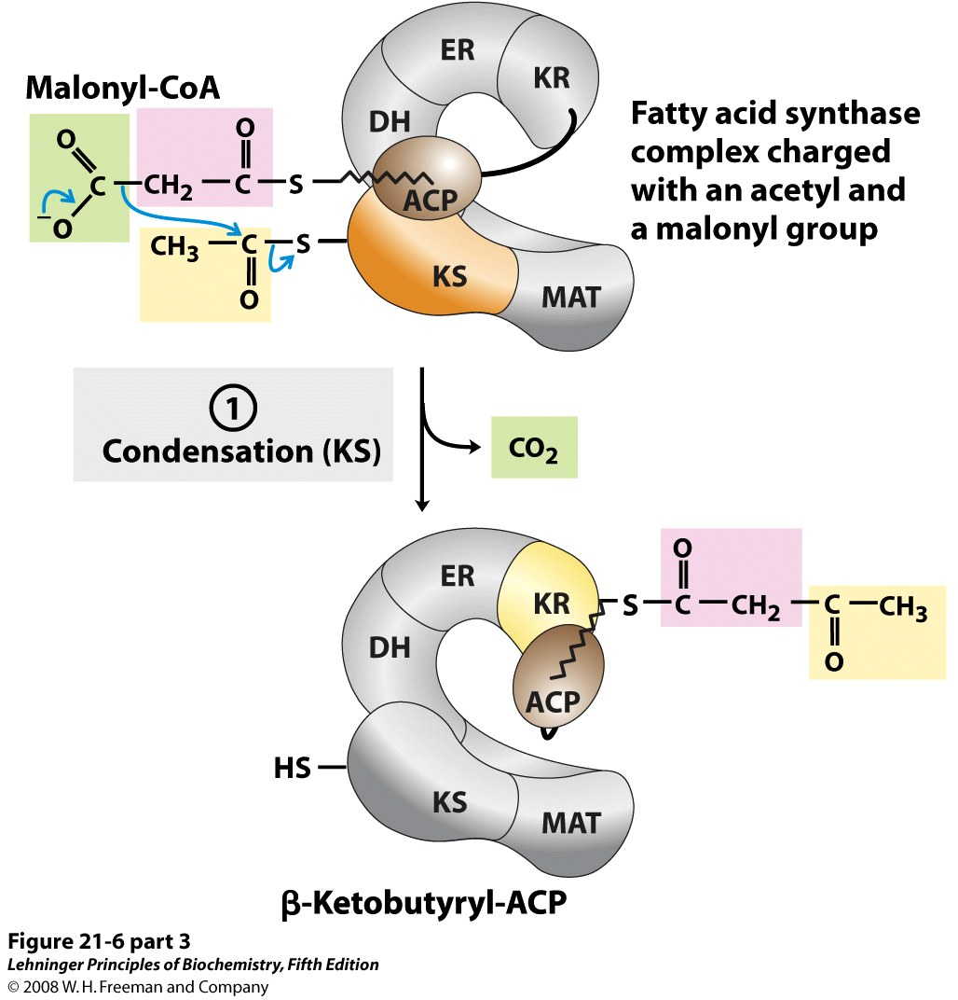 ER
KR
Malonyl-CoA
DH
Fatty acid synthase
complex charged
with an acetyl and
a malonyl group
O
O
C
CH2
C
S
ACP
−O
CH3
C
S
O
KS
MAT
1
Condensation (KS)
CO2
ER
KR
DH
ACP
O
S
C
CH2
C
CH3
O
HS
KS
MAT
β-Ketobutyryl-ACP
Figure 21-6 part 3
Lehninger Principles of Biochemistry, Fifth Edition
© 2008 W. H. Freeman and Company